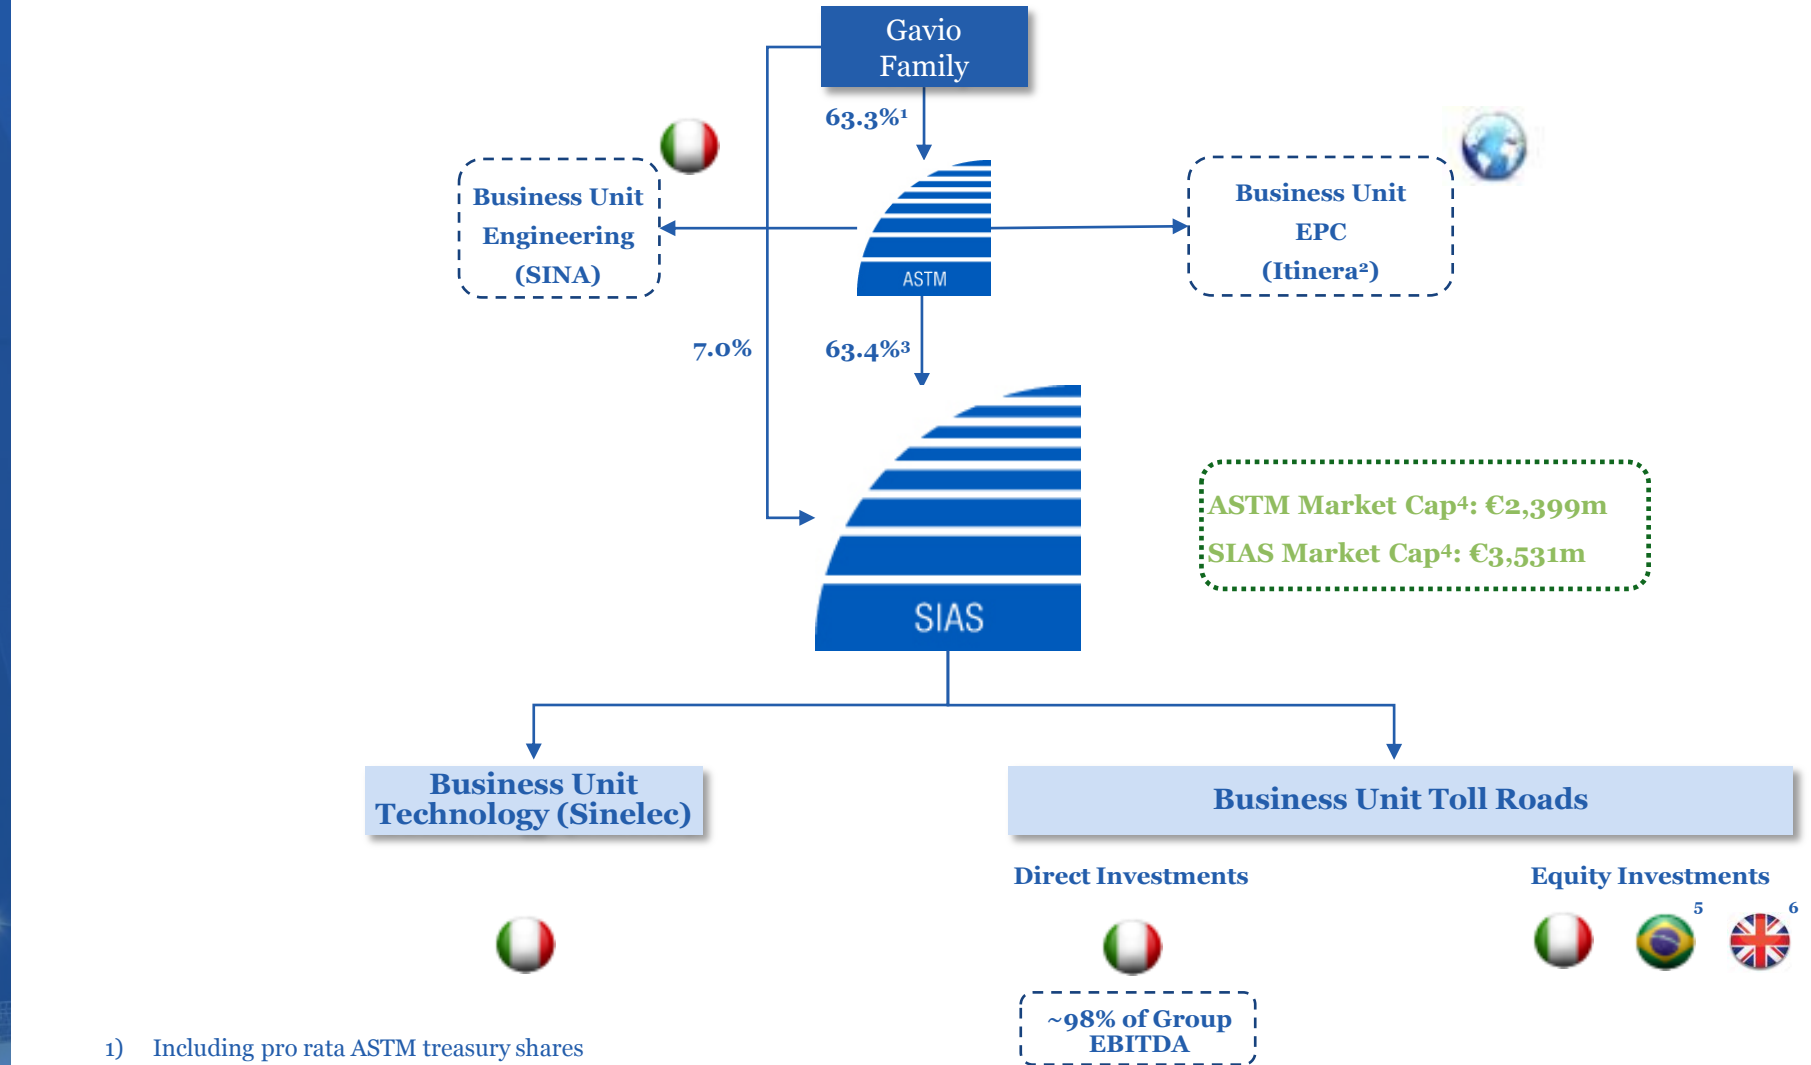 Gavio
Family
63.3%¹
Business Unit
Engineering
(SINA)
ASTM
Business Unit
EPC
(Itinera²)
7.0%
63.4%³
SIAS
ASTM Market Cap⁴: €2,399m
SIAS Market Cap⁴: €3,531m
Business Unit
Technology (Sinelec)
Business Unit Toll Roads
Direct Investments
Equity Investments
5
6
~98% of Group
EBITDA
1) Including pro rata ASTM treasury shares